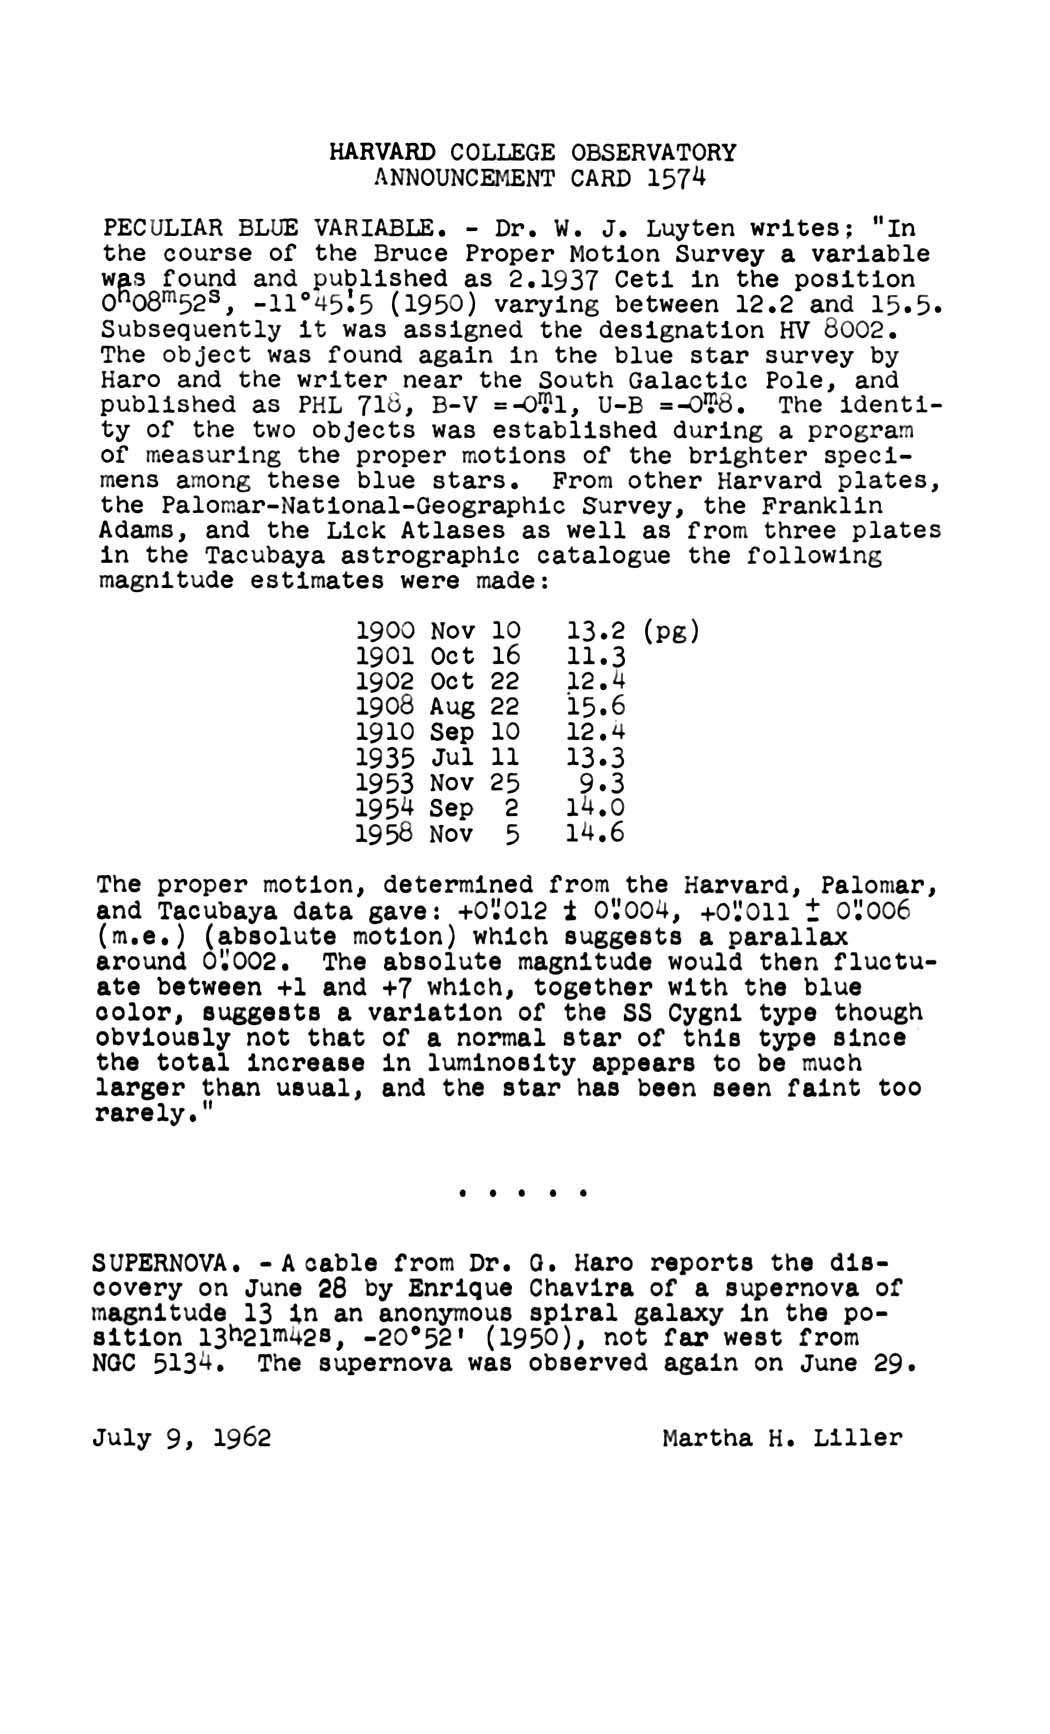 HARVARD COLLEGE OBSERVATORY
ANNOUNCEMENT CARD 1574
PECULIAR BLUE VARIABLE. - Dr. W. J. Luyten writes; "In
the course of the Bruce Proper Motion Survey a variable
was found and published as 2.1937 Ceti in the position
0ʰ08ᵐ52ˢ, -11°45!5 (1950) varying between 12.2 and 15.5.
Subsequently it was assigned the designation HV 8002.
The object was found again in the blue star survey by
Haro and the writer near the South Galactic Pole, and
published as PHL 718, B-V =-0ᵐ.1, U-B =-0ᵐ.8. The identi-
ty of the two objects was established during a program
of measuring the proper motions of the brighter speci-
mens among these blue stars. From other Harvard plates,
the Palomar-National-Geographic Survey, the Franklin
Adams, and the Lick Atlases as well as from three plates
in the Tacubaya astrographic catalogue the following
magnitude estimates were made:
1900 Nov 10 13.2 (pg)
1901 Oct 16 11.3
1902 Oct 22 12.4
1908 Aug 22 15.6
1910 Sep 10 12.4
1935 Jul 11 13.3
1953 Nov 25 9.3
1954 Sep 2 14.0
1958 Nov 5 14.6
The proper motion, determined from the Harvard, Palomar,
and Tacubaya data gave: +0".012 ± 0".004, +0".011 ± 0".006
(m.e.) (absolute motion) which suggests a parallax
around 0".002. The absolute magnitude would then fluctu-
ate between +1 and +7 which, together with the blue
color, suggests a variation of the SS Cygni type though
obviously not that of a normal star of this type since
the total increase in luminosity appears to be much
larger than usual, and the star has been seen faint too
rarely."
. . . . .
SUPERNOVA. - A cable from Dr. G. Haro reports the dis-
covery on June 28 by Enrique Chavira of a supernova of
magnitude 13 in an anonymous spiral galaxy in the po-
sition 13ʰ21ᵐ42ˢ, -20°52' (1950), not far west from
NGC 5134. The supernova was observed again on June 29.
July 9, 1962 Martha H. Liller